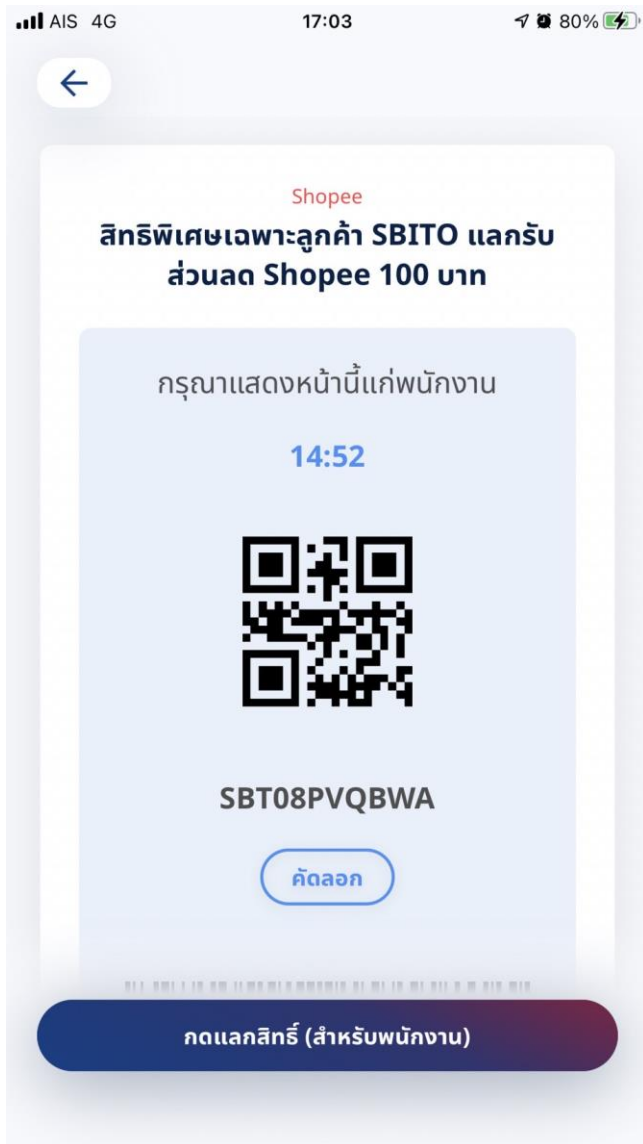 AIS 4G 17:03 80%
Shopee
สิทธิพิเศษเฉพาะลูกค้า SBITO แลกรับ
ส่วนลด Shopee 100 บาท
กรุณาแสดงหน้านี้แก่พนักงาน
14:52
SBT08PVQBWA
คัดลอก
กดแลกสิทธิ์ (สำหรับพนักงาน)